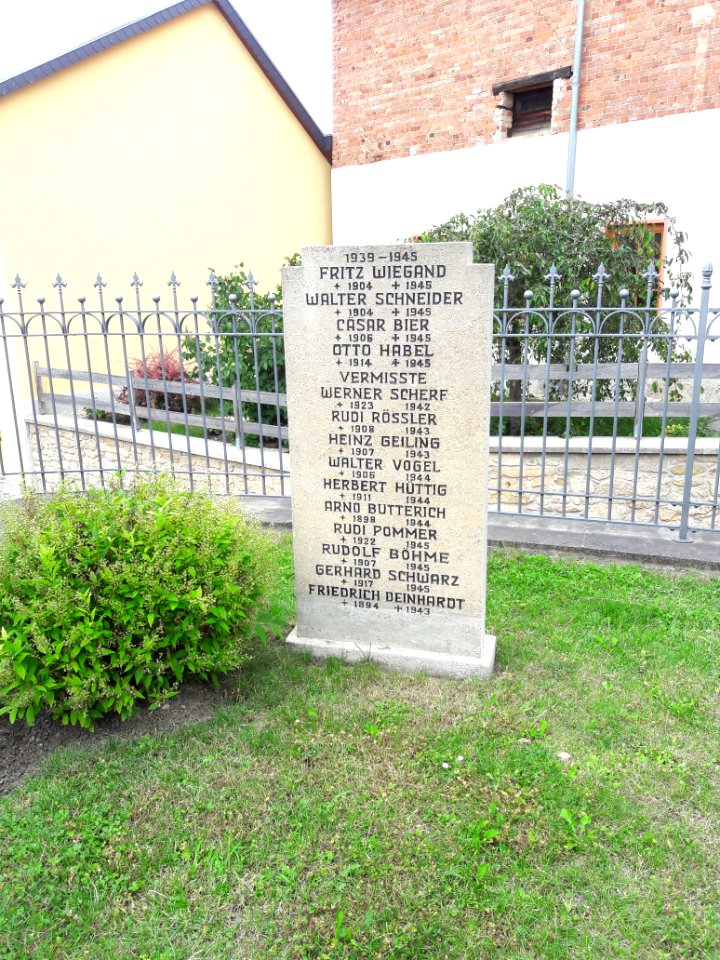 1939 - 1945
FRITZ WIEGAND
+ 1904 + 1945
WALTER SCHNEIDER
+ 1904 + 1945
CÄSAR BIER
+ 1906 + 1945
OTTO HABEL
+ 1914 + 1945
VERMISSTE
WERNER SCHERF
+ 1923 1942
RUDI RÖSSLER
+ 1908 1943
HEINZ GEILING
+ 1907 1943
WALTER VOGEL
+ 1906 1944
HERBERT HÜTTIG
+ 1911 1944
ARNO BUTTERICH
+ 1898 1944
RUDI POMMER
+ 1922 1945
RUDOLF BÖHME
+ 1907 1945
GERHARD SCHWARZ
+ 1917 1945
FRIEDRICH DEINHARDT
+ 1894 + 1943